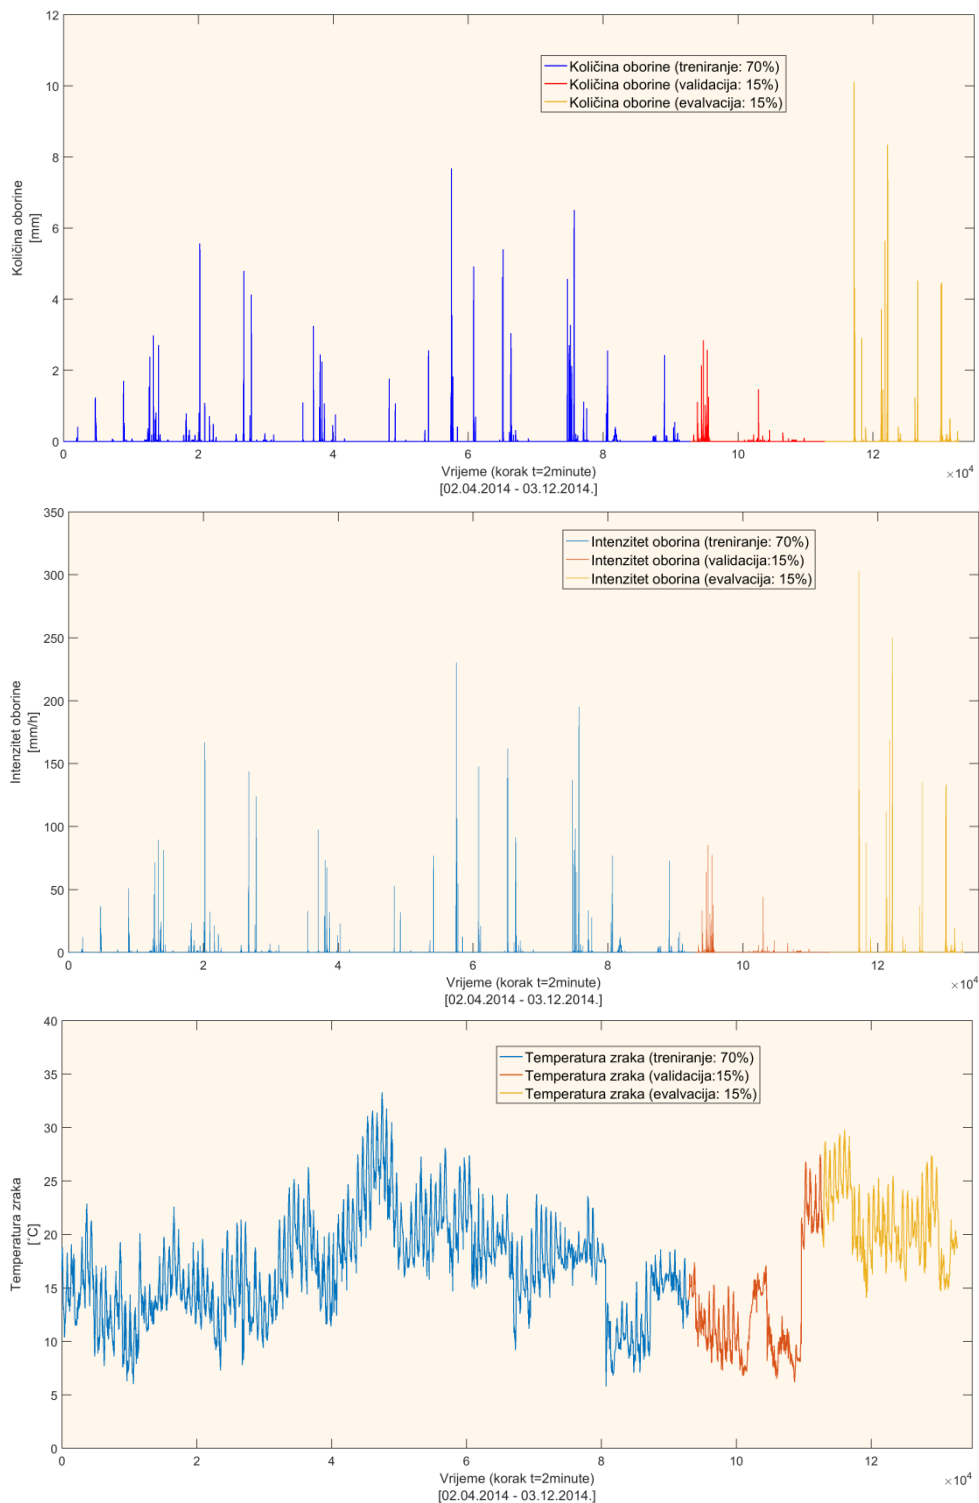 12
10
8
6
4
2
0
Količina oborine
[mm]
Količina oborine (treniranje: 70%)
Količina oborine (validacija: 15%)
Količina oborine (evalvacija: 15%)
0 2 4 6 8 10 12
×10⁴
Vrijeme (korak t=2minute)
[02.04.2014 - 03.12.2014.]
350
300
250
200
150
100
50
0
Intenzitet oborine
[mm/h]
Intenzitet oborina (treniranje: 70%)
Intenzitet oborina (validacija:15%)
Intenzitet oborina (evalvacija: 15%)
0 2 4 6 8 10 12
×10⁴
Vrijeme (korak t=2minute)
[02.04.2014 - 03.12.2014.]
40
35
30
25
20
15
10
5
0
Temperatura zraka
[°C]
Temperatura zraka (treniranje: 70%)
Temperatura zraka (validacija:15%)
Temperatura zraka (evalvacija: 15%)
0 2 4 6 8 10 12
×10⁴
Vrijeme (korak t=2minute)
[02.04.2014 - 03.12.2014.]